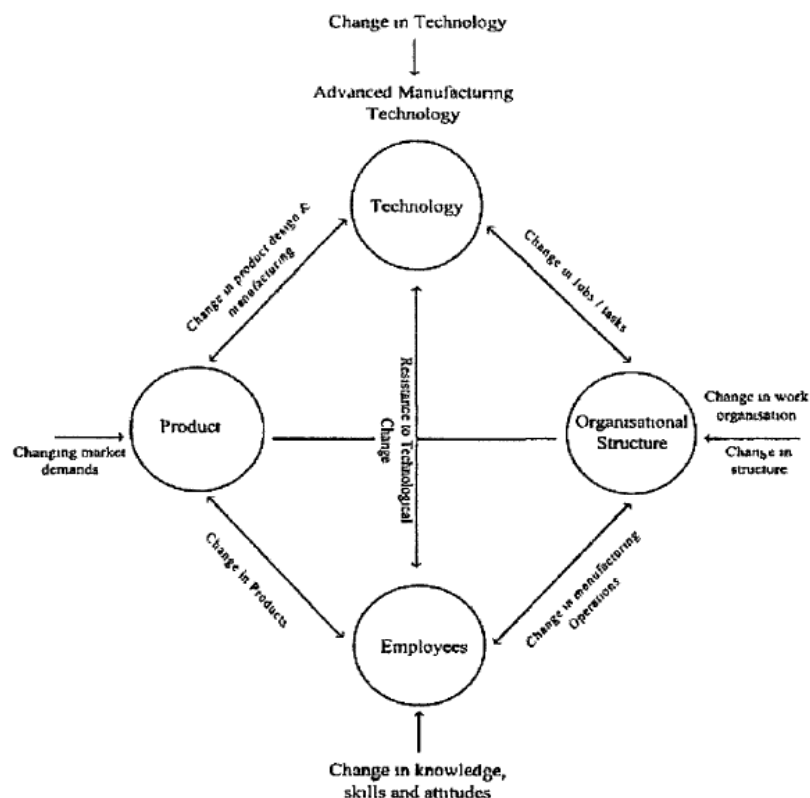 Change in Technology
Advanced Manufacturing
Technology
Technology
Change in product design &
manufacturing
Change in Jobs / tasks
Resistance to Technological
Change
Product
Organisational
Structure
Change in work
organisation
Change in
structure
Changing market
demands
Change in Products
Change in manufacturing
Operations
Employees
Change in knowledge,
skills and attitudes